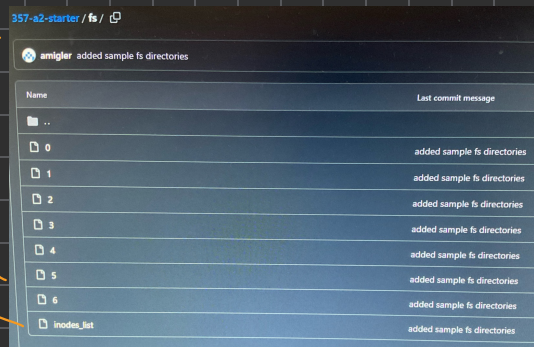 357-a2-starter / fs /
amigler added sample fs directories
Name Last commit message
..
0 added sample fs directories
1 added sample fs directories
2 added sample fs directories
3 added sample fs directories
4 added sample fs directories
5 added sample fs directories
6 added sample fs directories
inodes_list added sample fs directories